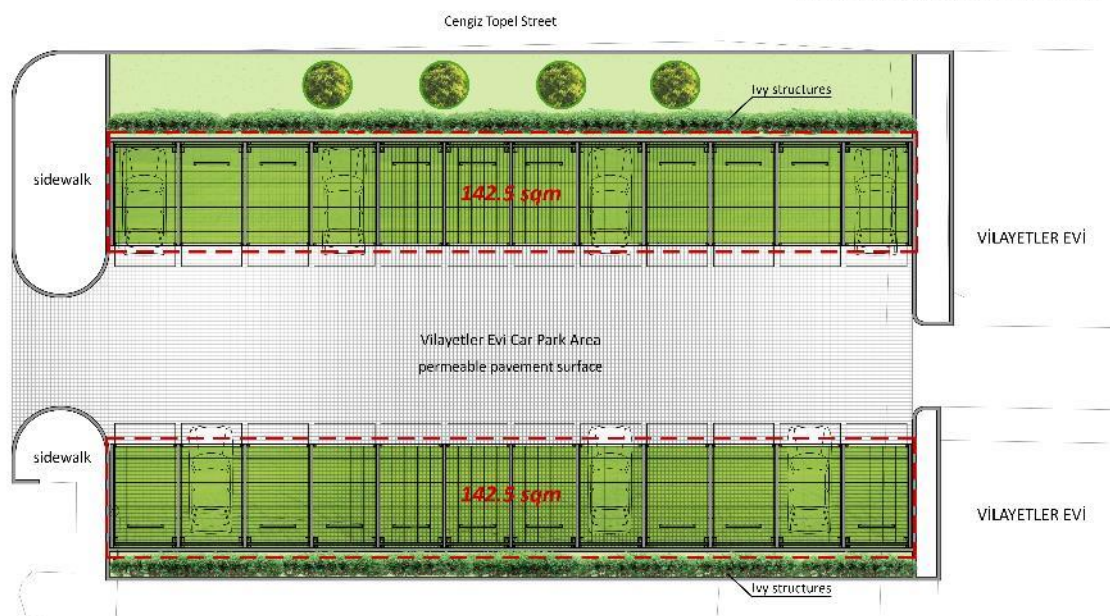 Cengiz Topel Street
Ivy structures
sidewalk
142.5 sqm
VİLAYETLER EVİ
Vilayetler Evi Car Park Area
permeable pavement surface
sidewalk
142.5 sqm
VİLAYETLER EVİ
Ivy structures